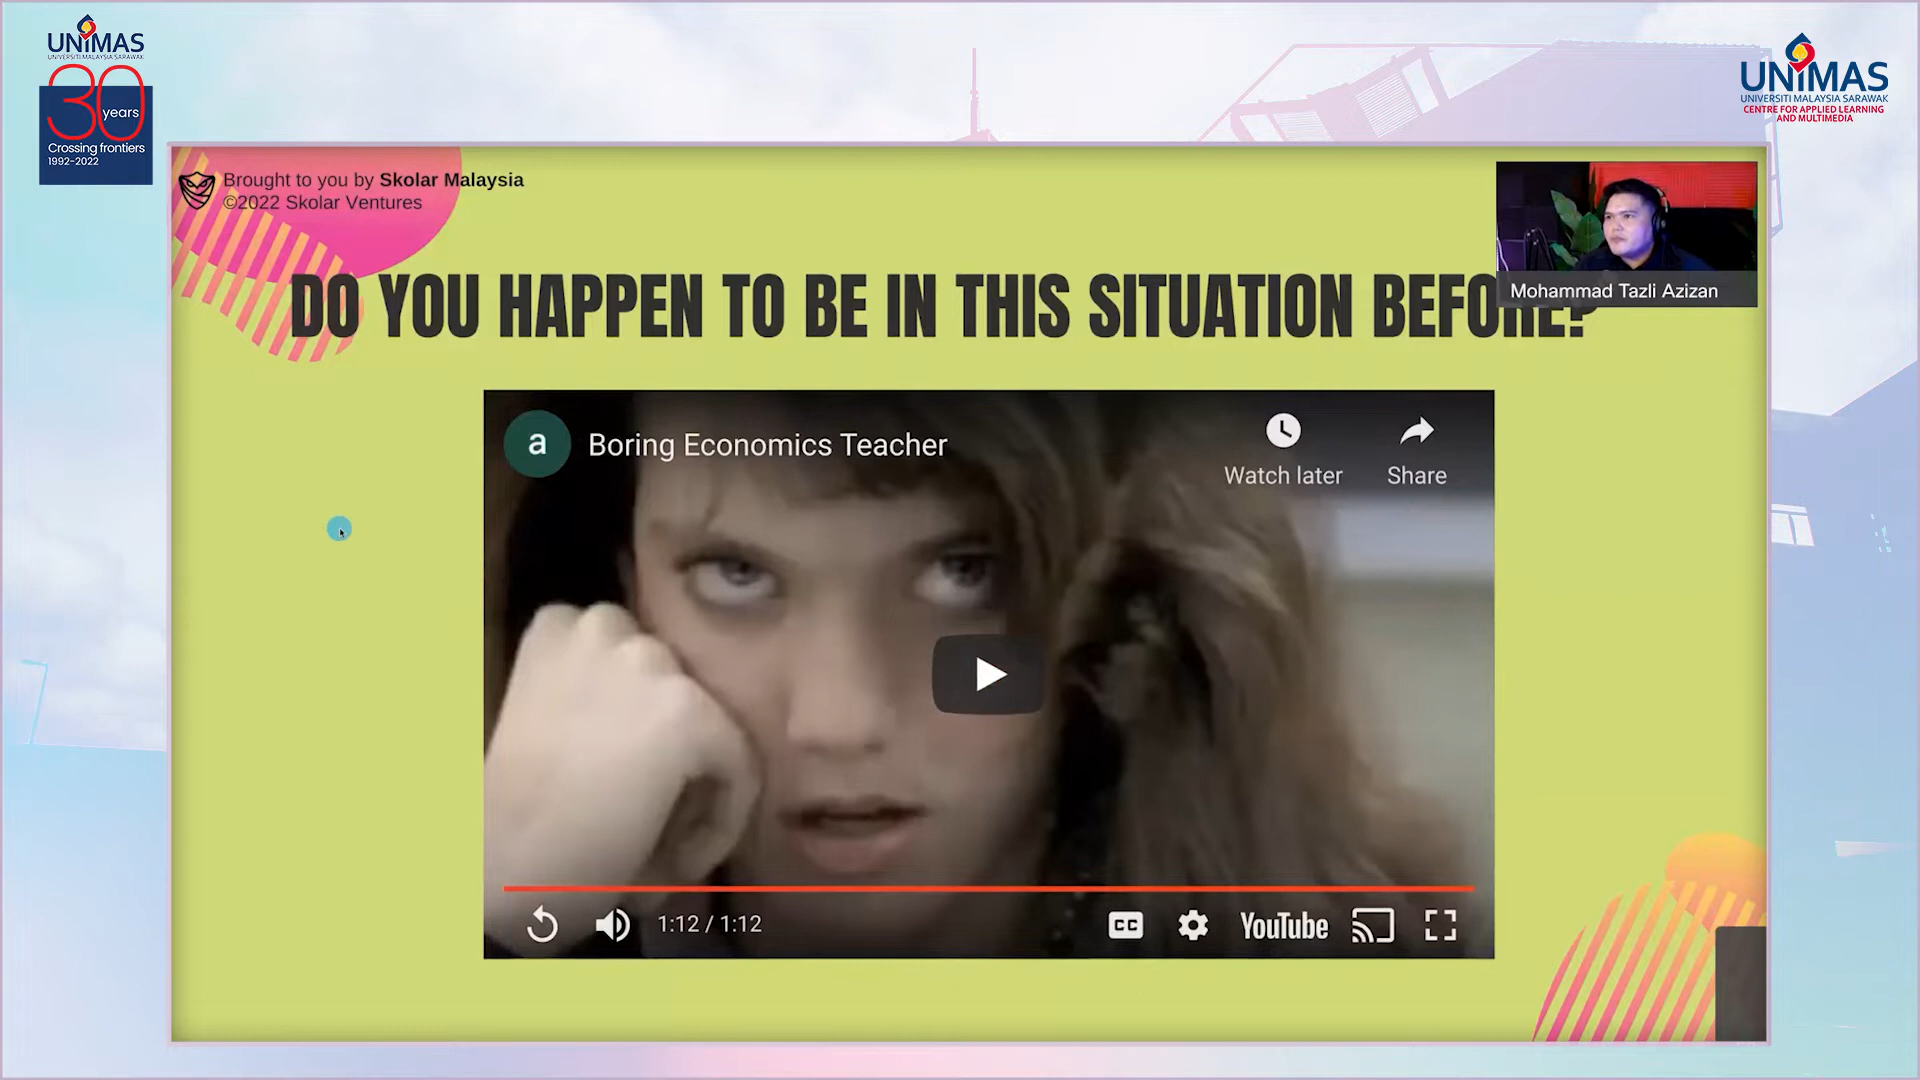 UNIMAS
UNIVERSITI MALAYSIA SARAWAK
30
years
Crossing frontiers
1992-2022
UNIMAS
UNIVERSITI MALAYSIA SARAWAK
CENTRE FOR APPLIED LEARNING
AND MULTIMEDIA
Brought to you by Skolar Malaysia
©2022 Skolar Ventures
Mohammad Tazli Azizan
DO YOU HAPPEN TO BE IN THIS SITUATION BEFORE?
a
Boring Economics Teacher
Watch later
Share
1:12 / 1:12
CC
YouTube